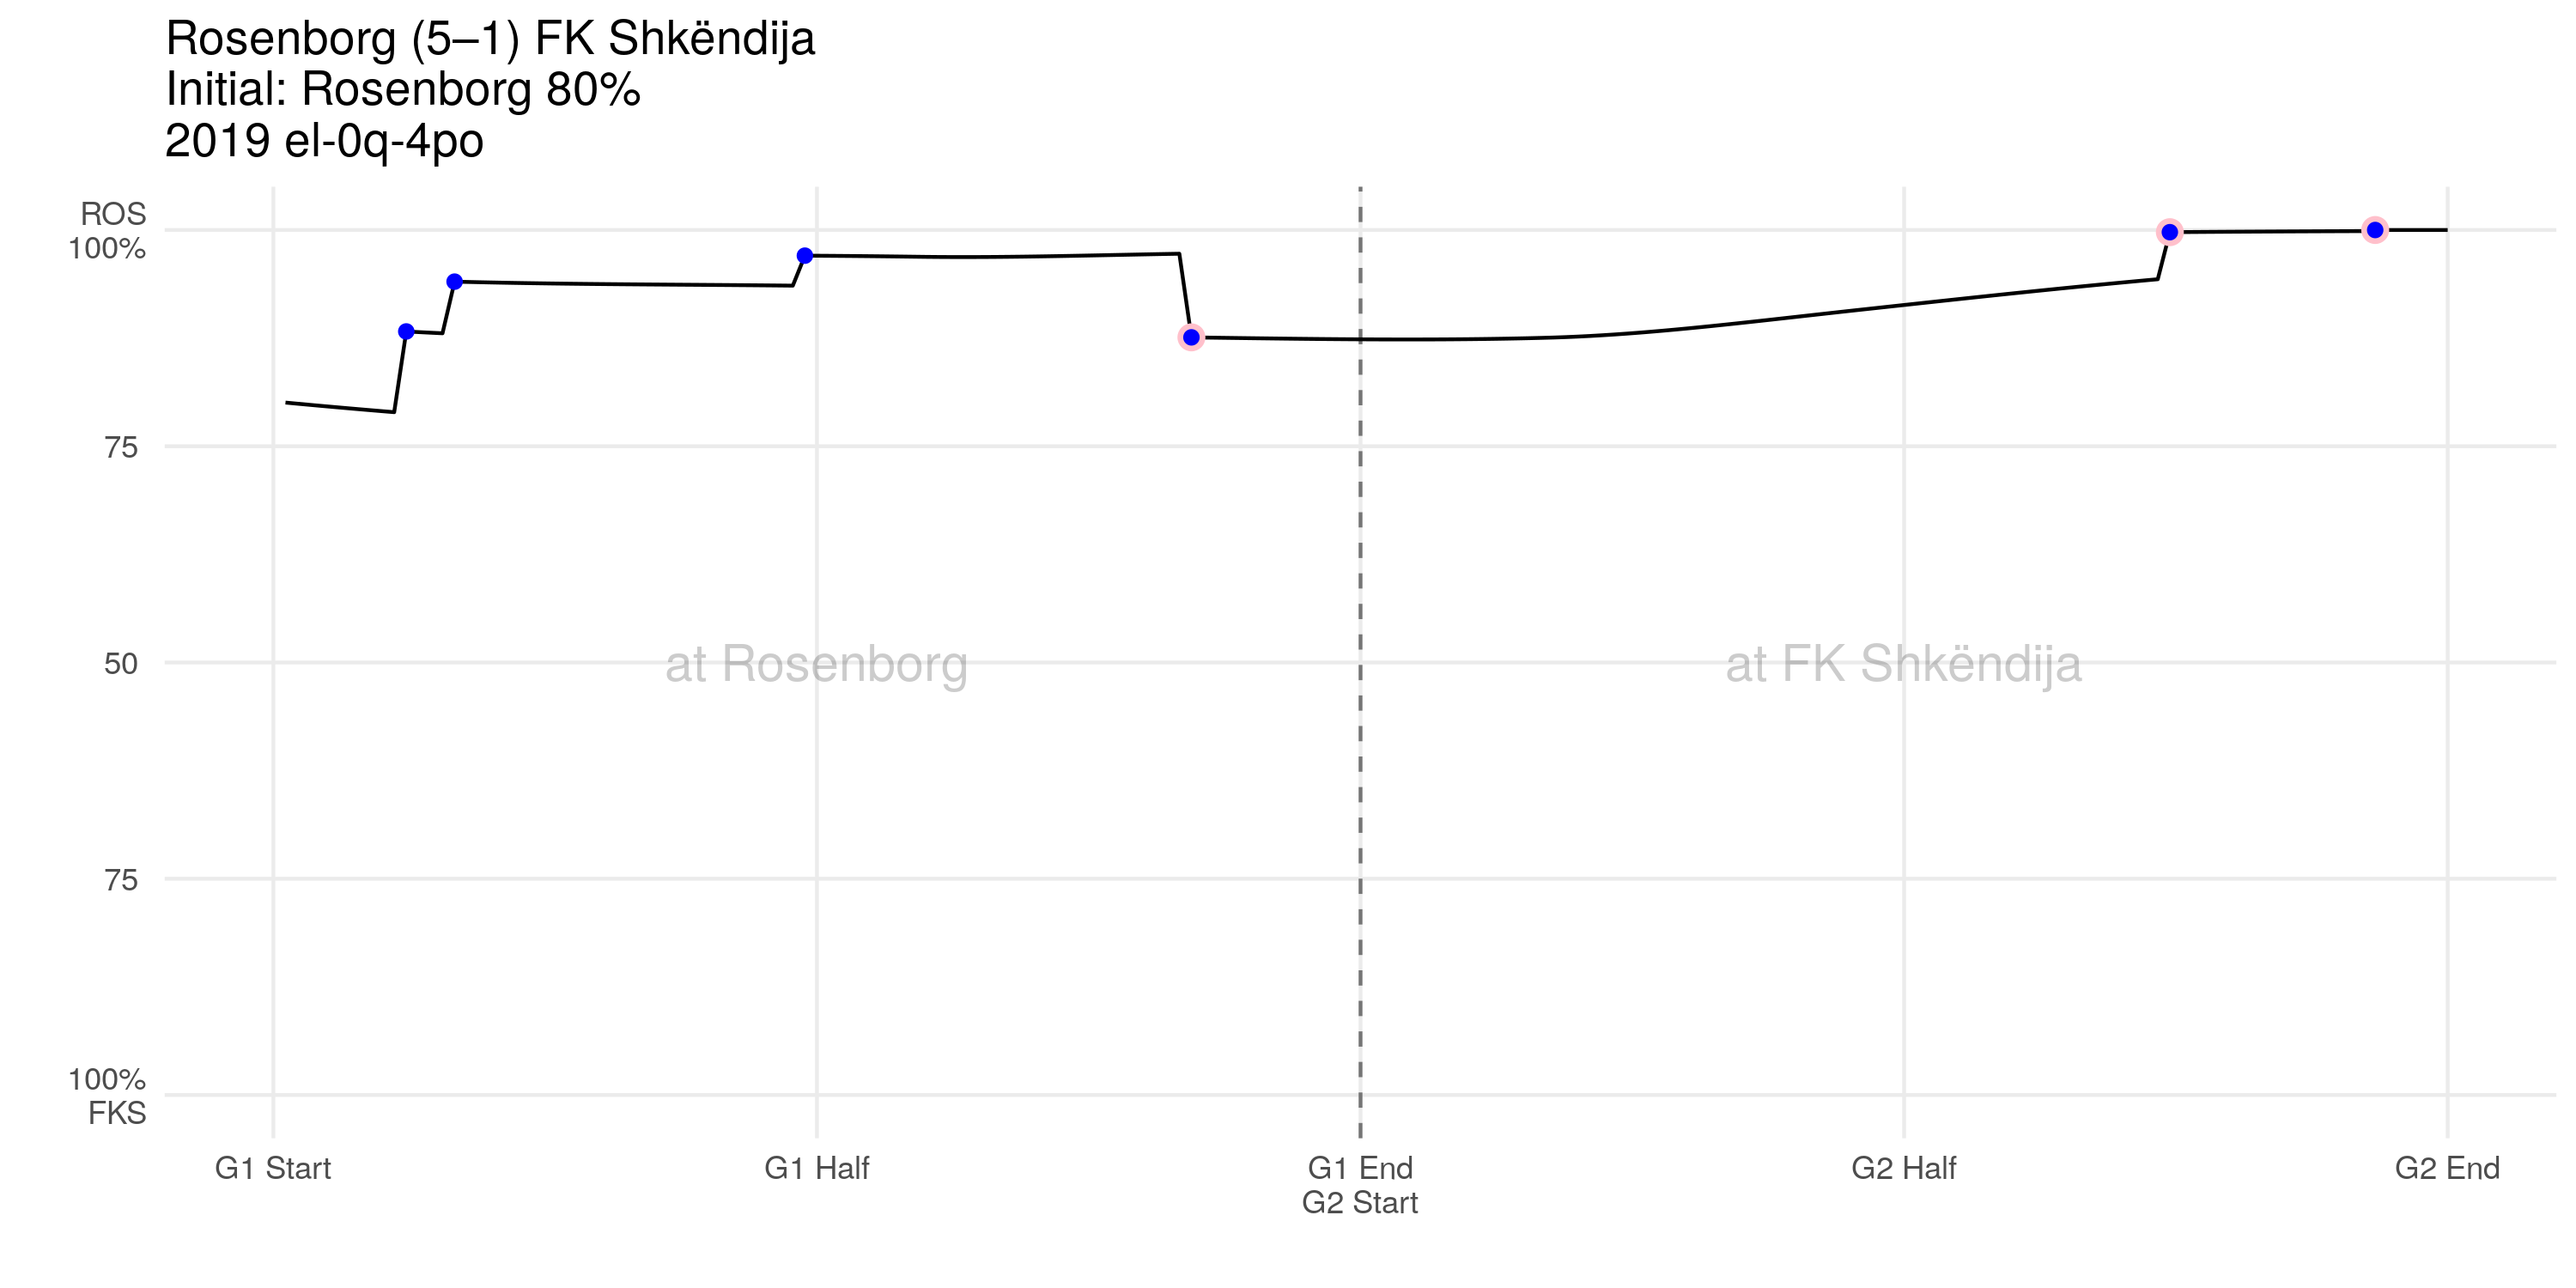 Rosenborg (5–1) FK Shkëndija
Initial: Rosenborg 80%
2019 el-0q-4po
ROS
100%
75
50
75
100%
FKS
at Rosenborg
at FK Shkëndija
G1 Start
G1 Half
G1 End
G2 Start
G2 Half
G2 End